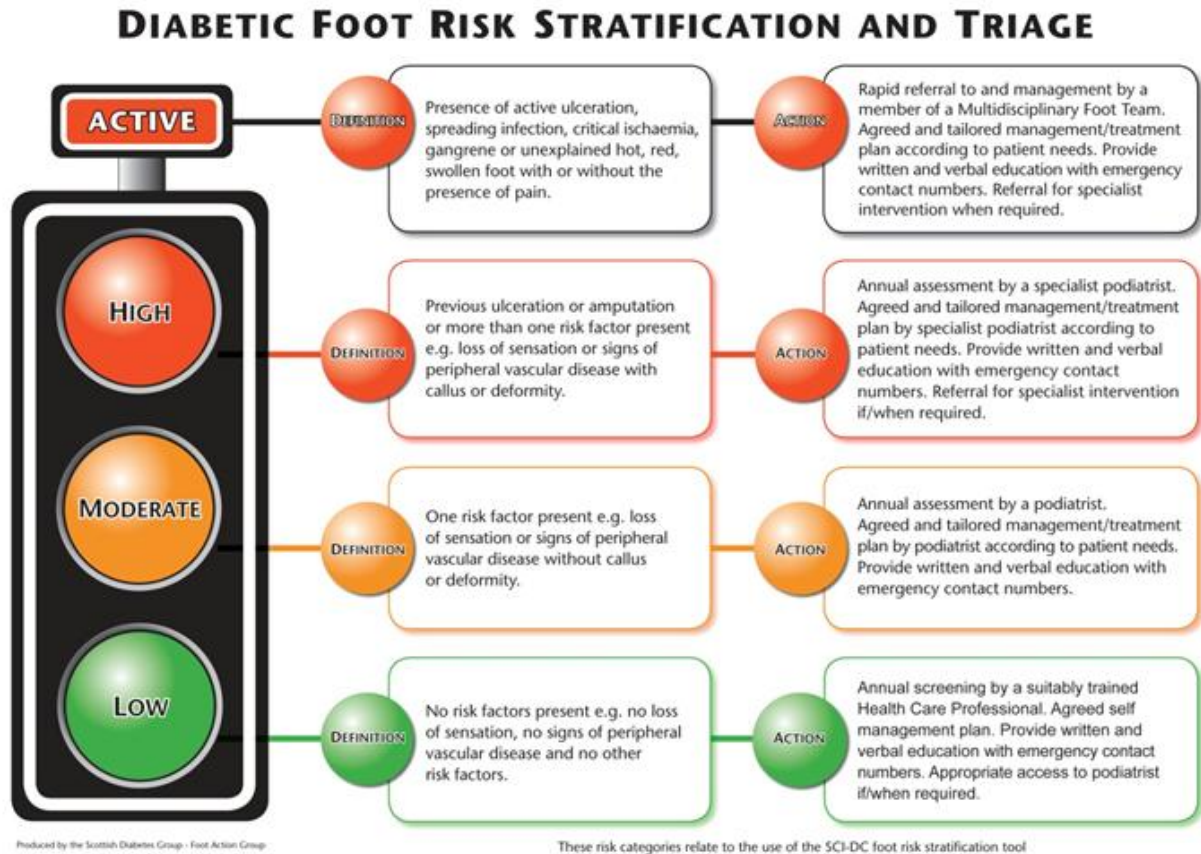 DIABETIC FOOT RISK STRATIFICATION AND TRIAGE
ACTIVE
DEFINITION
Presence of active ulceration,
spreading infection, critical ischaemia,
gangrene or unexplained hot, red,
swollen foot with or without the
presence of pain.
ACTION
Rapid referral to and management by a
member of a Multidisciplinary Foot Team.
Agreed and tailored management/treatment
plan according to patient needs. Provide
written and verbal education with emergency
contact numbers. Referral for specialist
intervention when required.
HIGH
DEFINITION
Previous ulceration or amputation
or more than one risk factor present
e.g. loss of sensation or signs of
peripheral vascular disease with
callus or deformity.
ACTION
Annual assessment by a specialist podiatrist.
Agreed and tailored management/treatment
plan by specialist podiatrist according to
patient needs. Provide written and verbal
education with emergency contact
numbers. Referral for specialist intervention
if/when required.
MODERATE
DEFINITION
One risk factor present e.g. loss
of sensation or signs of peripheral
vascular disease without callus
or deformity.
ACTION
Annual assessment by a podiatrist.
Agreed and tailored management/treatment
plan by podiatrist according to patient needs.
Provide written and verbal education with
emergency contact numbers.
LOW
DEFINITION
No risk factors present e.g. no loss
of sensation, no signs of peripheral
vascular disease and no other
risk factors.
ACTION
Annual screening by a suitably trained
Health Care Professional. Agreed self
management plan. Provide written and
verbal education with emergency contact
numbers. Appropriate access to podiatrist
if/when required.
Produced by the Scottish Diabetes Group - Foot Action Group
These risk categories relate to the use of the SCI-DC foot risk stratification tool